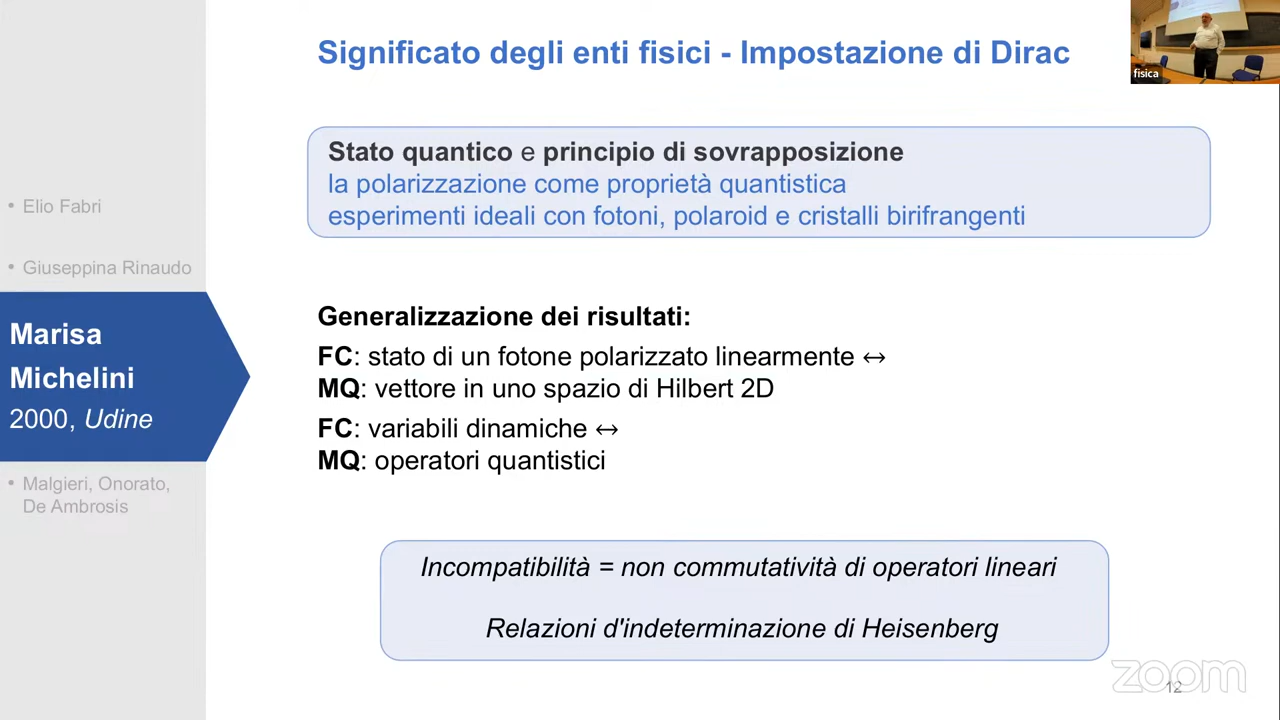 Significato degli enti fisici - Impostazione di Dirac
fisica
Stato quantico e principio di sovrapposizione
la polarizzazione come proprietà quantistica
esperimenti ideali con fotoni, polaroid e cristalli birifrangenti
• Elio Fabri
• Giuseppina Rinaudo
Marisa
Michelini
2000, Udine
• Malgieri, Onorato,
De Ambrosis
Generalizzazione dei risultati:
FC: stato di un fotone polarizzato linearmente ↔
MQ: vettore in uno spazio di Hilbert 2D
FC: variabili dinamiche ↔
MQ: operatori quantistici
Incompatibilità = non commutatività di operatori lineari
Relazioni d'indeterminazione di Heisenberg
zoom
12